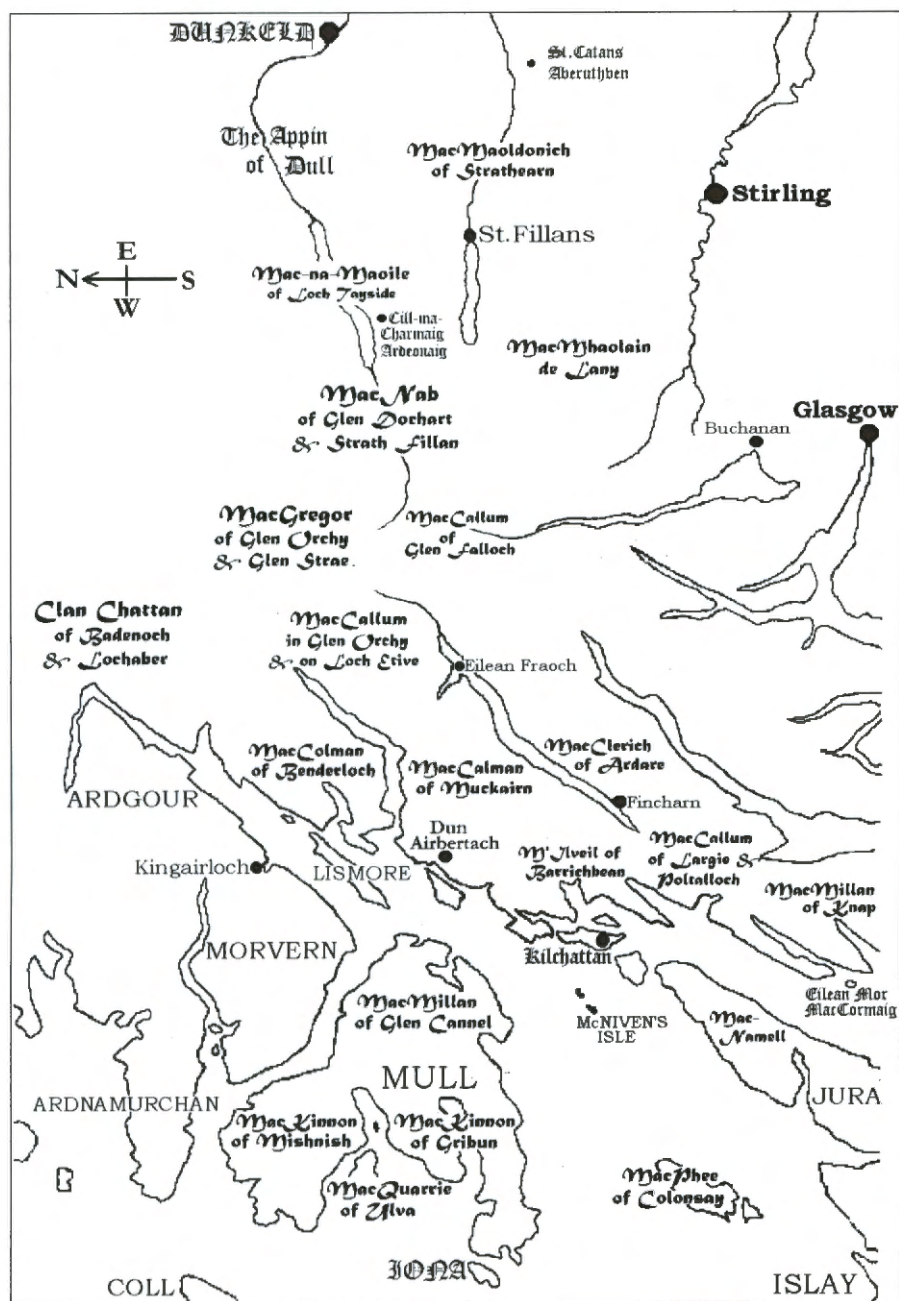 DUNKELD
St. Catans
Aberuthven
The Appin
of Dull
MacMaoldonich
of Strathearn
Stirling
St. Fillans
E
N S
W
Mac-na-Maoile
of Loch Tayside
Cill-ma-
Charmaig
Ardeonaig
MacMhaolain
de Lany
MacNab
of Glen Dochart
& Strath Fillan
Glasgow
Buchanan
MacGregor
of Glen Orchy
& Glen Strae.
MacCallum
of
Glen Falloch
Clan Chattan
of Badenoch
& Lochaber
MacCallum
in Glen Orchy
& on Loch Etive
Eilean Fraoch
MacColman
of Benderloch
MacCalman
of Muckairn
MacClerich
of Ardare
ARDGOUR
Fincharn
Dun
Airbertach
Kingairloch
LISMORE
M'Ilveil of
Barrichbean
MacCallum
of Largie &
Poltalloch
MacMillan
of Knap
MORVERN
Kilchattan
Eilean Mor
MacCormaig
MacMillan
of Glen Cannel
McNIVEN'S
ISLE
Mac-
Namell
MULL
JURA
ARDNAMURCHAN
MacKinnon
of Mishnish
MacKinnon
of Gribun
MacQuarrie
of Ulva
MacPhee
of Colonsay
IONA
COLL
ISLAY